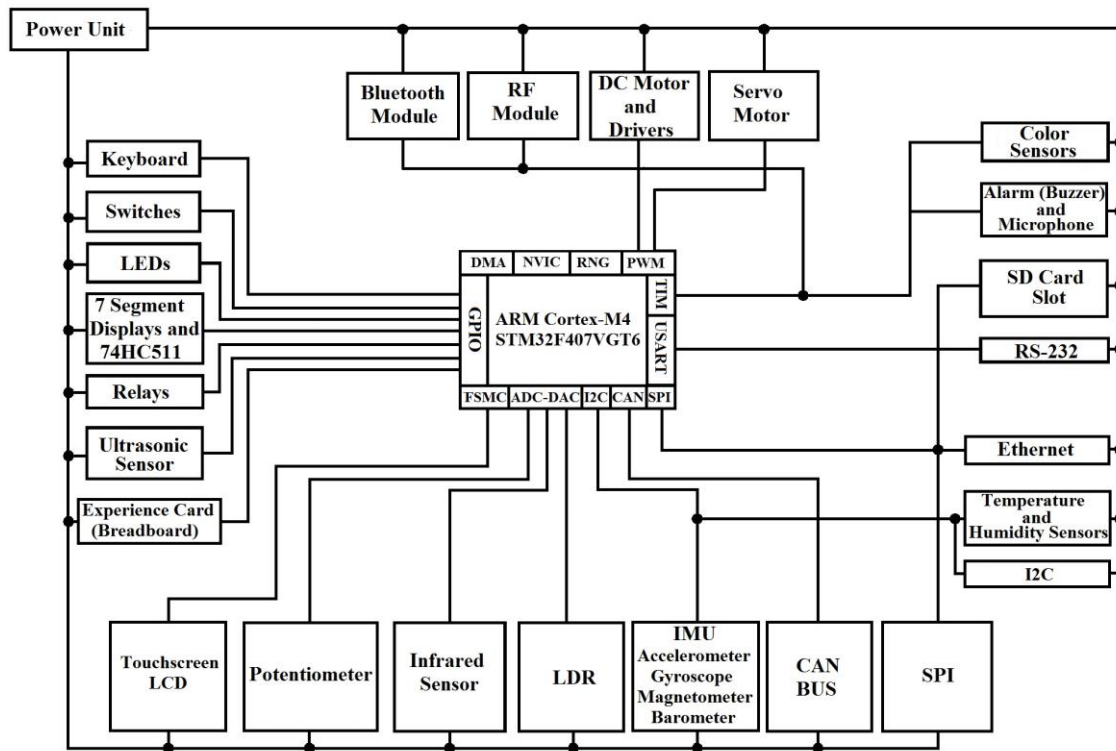 Power Unit
Bluetooth
Module
RF
Module
DC Motor
and
Drivers
Servo
Motor
Keyboard
Switches
LEDs
7 Segment
Displays and
74HC511
Relays
Ultrasonic
Sensor
Experience Card
(Breadboard)
DMA
NVIC
RNG
PWM
GPIO
ARM Cortex-M4
STM32F407VGT6
TIM
USART
FSMC
ADC-DAC
I2C
CAN
SPI
Color
Sensors
Alarm (Buzzer)
and
Microphone
SD Card
Slot
RS-232
Ethernet
Temperature
and
Humidity Sensors
I2C
Touchscreen
LCD
Potentiometer
Infrared
Sensor
LDR
IMU
Accelerometer
Gyroscope
Magnetometer
Barometer
CAN
BUS
SPI